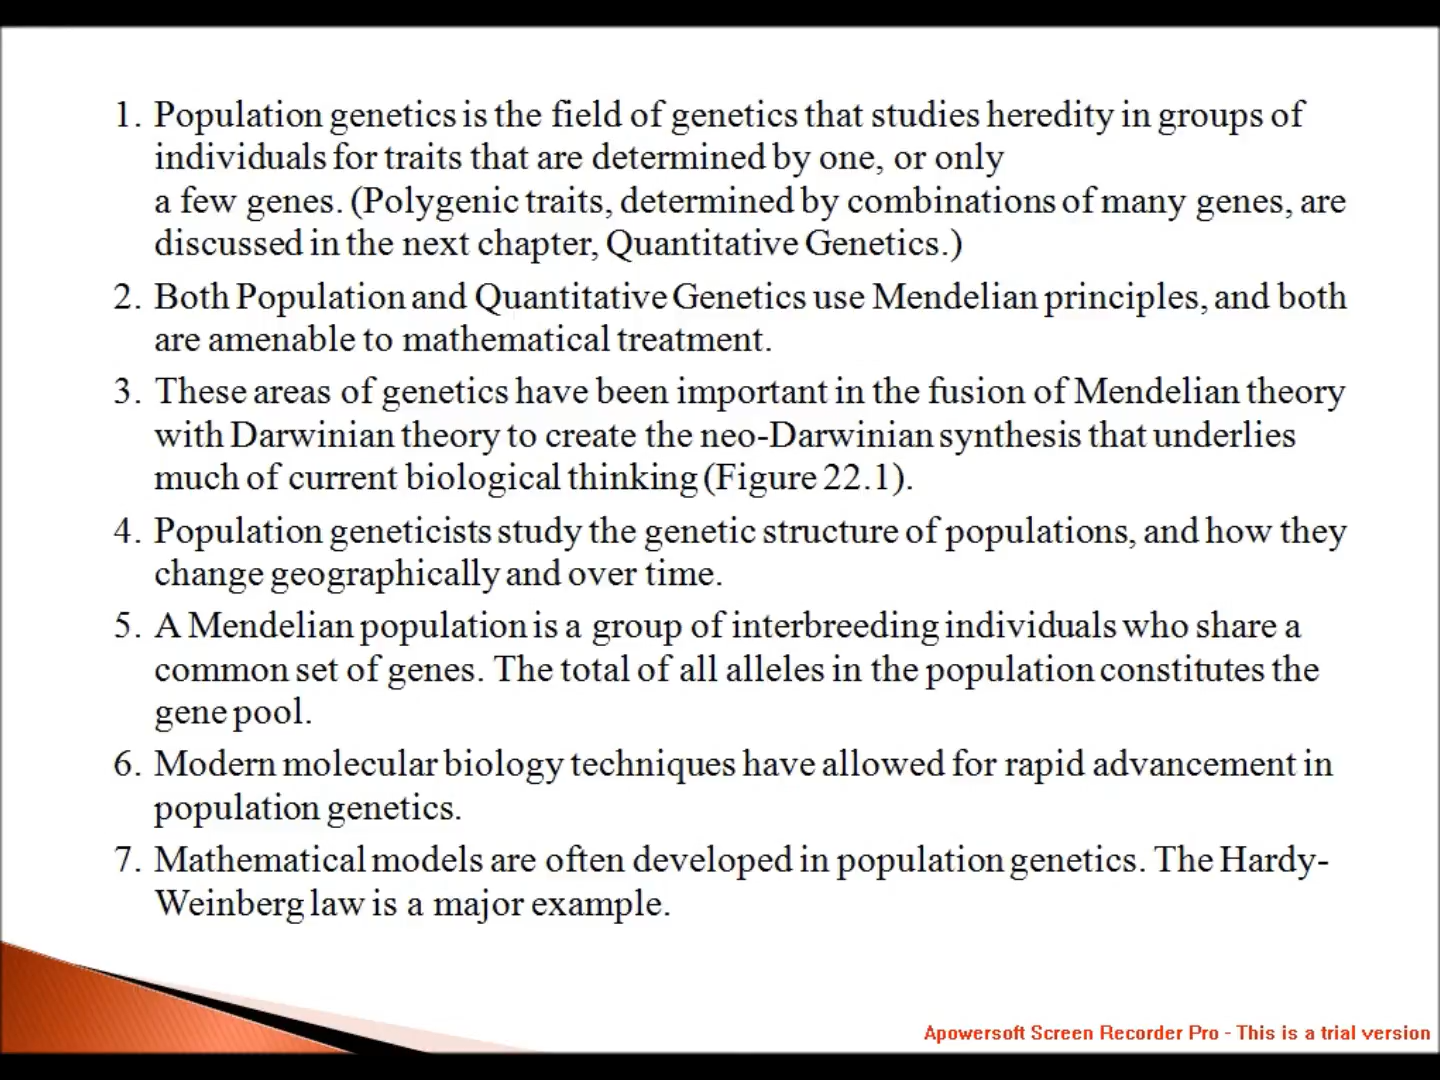 1. Population genetics is the field of genetics that studies heredity in groups of
individuals for traits that are determined by one, or only
a few genes. (Polygenic traits, determined by combinations of many genes, are
discussed in the next chapter, Quantitative Genetics.)
2. Both Population and Quantitative Genetics use Mendelian principles, and both
are amenable to mathematical treatment.
3. These areas of genetics have been important in the fusion of Mendelian theory
with Darwinian theory to create the neo-Darwinian synthesis that underlies
much of current biological thinking (Figure 22.1).
4. Population geneticists study the genetic structure of populations, and how they
change geographically and over time.
5. A Mendelian population is a group of interbreeding individuals who share a
common set of genes. The total of all alleles in the population constitutes the
gene pool.
6. Modern molecular biology techniques have allowed for rapid advancement in
population genetics.
7. Mathematical models are often developed in population genetics. The Hardy-
Weinberg law is a major example.
Apowersoft Screen Recorder Pro - This is a trial version